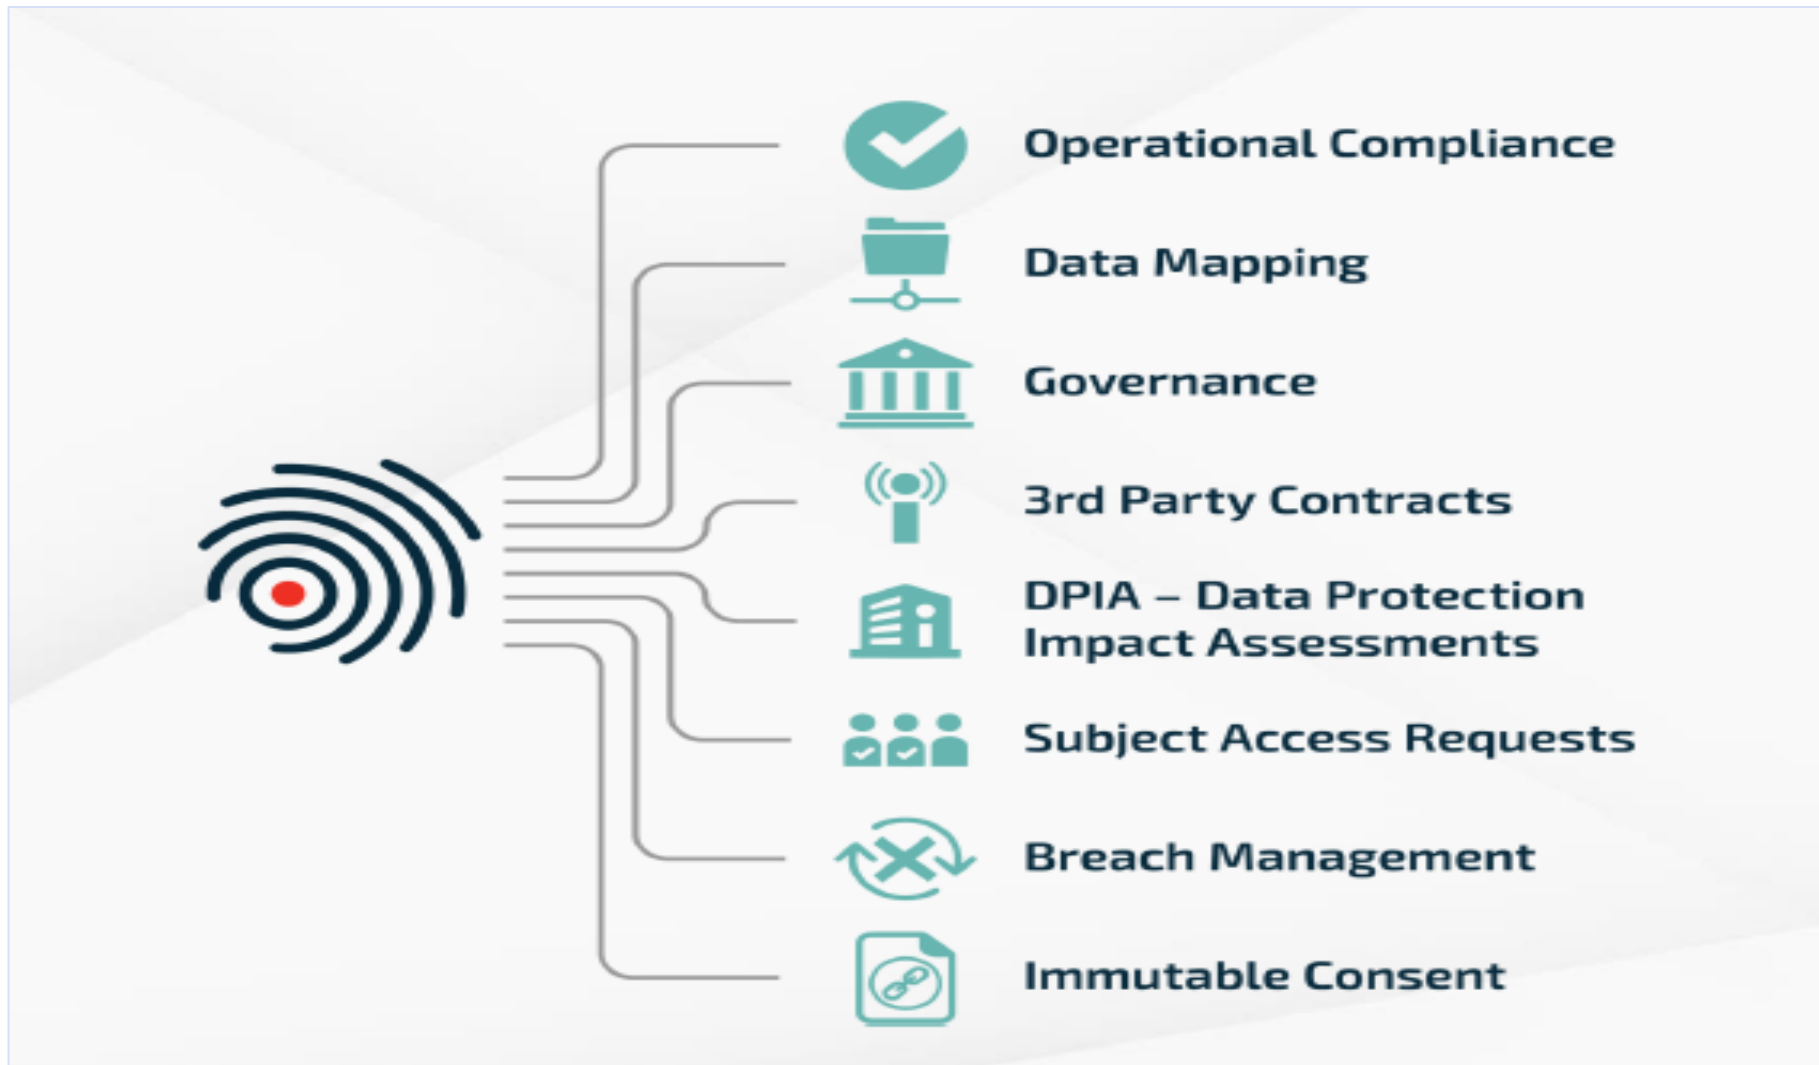 Operational Compliance
Data Mapping
Governance
3rd Party Contracts
DPIA – Data Protection
Impact Assessments
Subject Access Requests
Breach Management
Immutable Consent